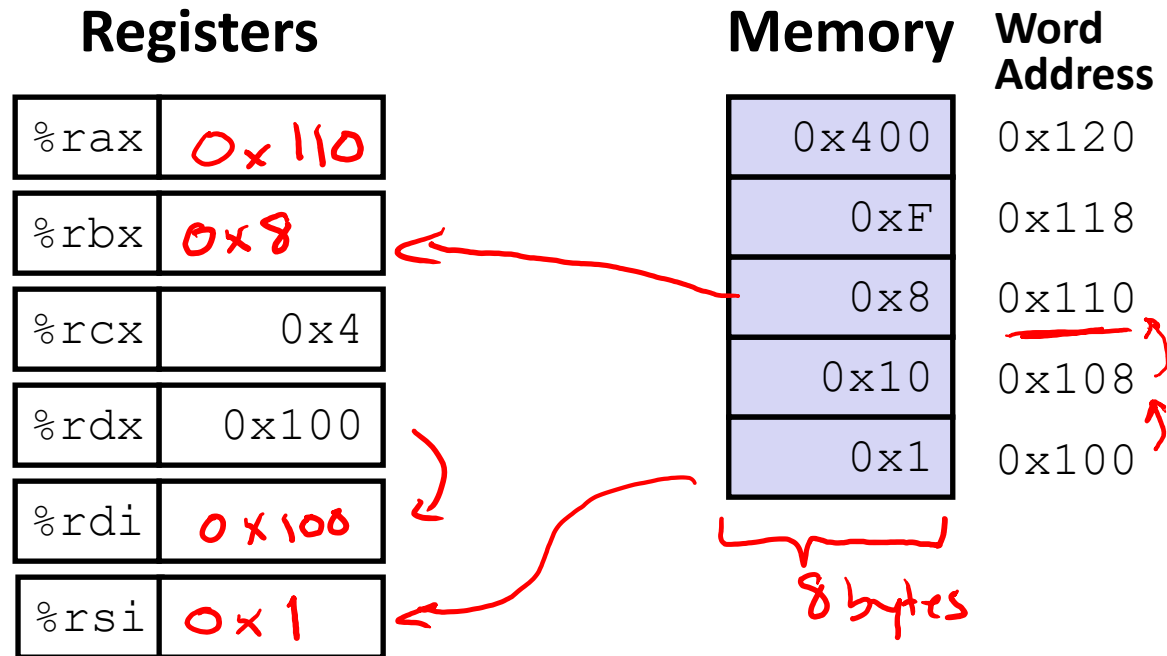 Registers
Memory
Word
Address
%rax 0x110
%rbx 0x8
%rcx 0x4
%rdx 0x100
%rdi 0x100
%rsi 0x1
0x400 0x120
0xF 0x118
0x8 0x110
0x10 0x108
0x1 0x100
8 bytes